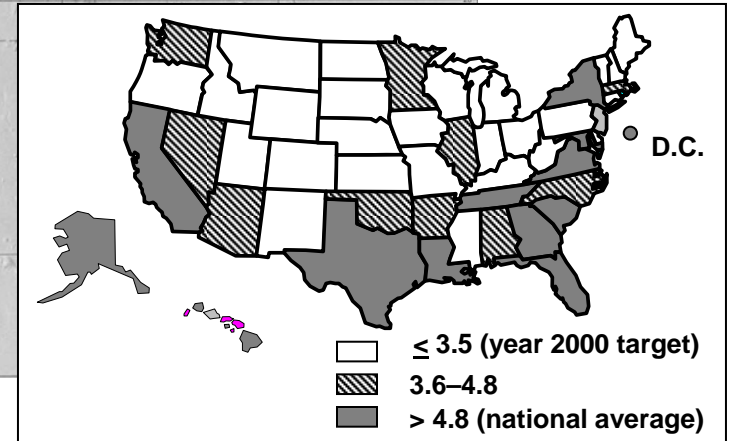 D.C.
≤ 3.5 (year 2000 target)
3.6–4.8
> 4.8 (national average)